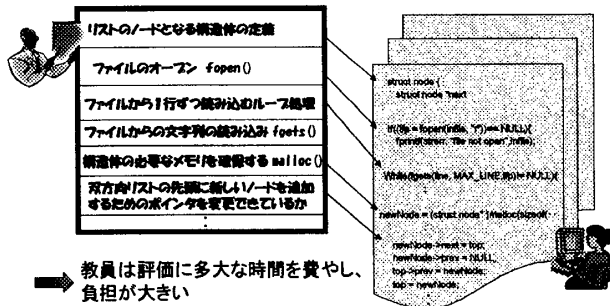 リストのノードとなる構造体の定義
ファイルのオープン fopen()
ファイルから1行ずつ読み込むループ処理
ファイルからの文字列の読み込み fgets()
構造体の必要なメモリを確保する malloc()
双方向リストの先頭に新しいノードを追加
するためのポインタを変更できているか
:
struct node {
struct node *next
if((fp = fopen(infile, "r"))== NULL){
fprintf(stderr, "file not open",infile);
While(fgets(line, MAX_LINE,fp)!= NULL){
newNode = (struct node* )malloc(sizeof(
newNode->next = top;
newNode->prev = NULL;
top->prev = newNode;
top = newNode;
:
教員は評価に多大な時間を費やし、
負担が大きい